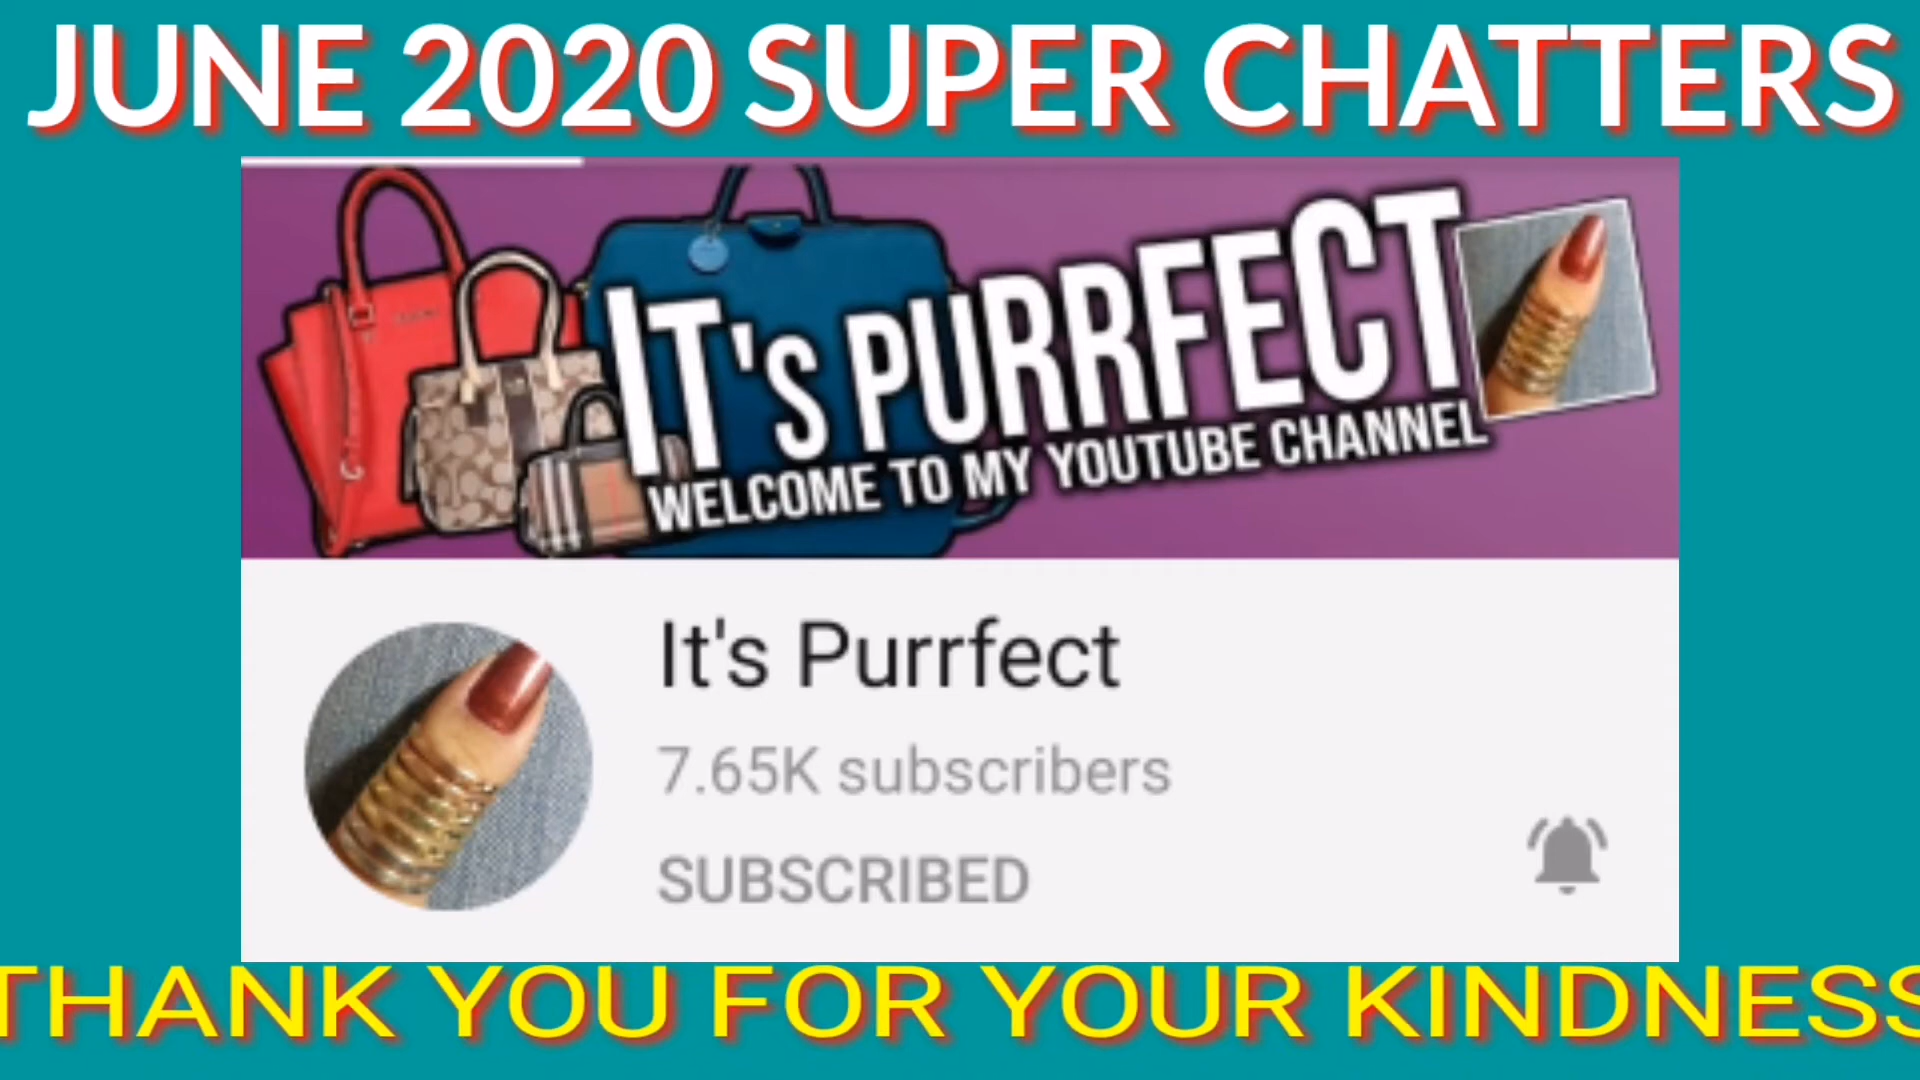 JUNE 2020 SUPER CHATTERS
IT's PURRFECT
WELCOME TO MY YOUTUBE CHANNEL
It's Purrfect
7.65K subscribers
SUBSCRIBED
THANK YOU FOR YOUR KINDNESS